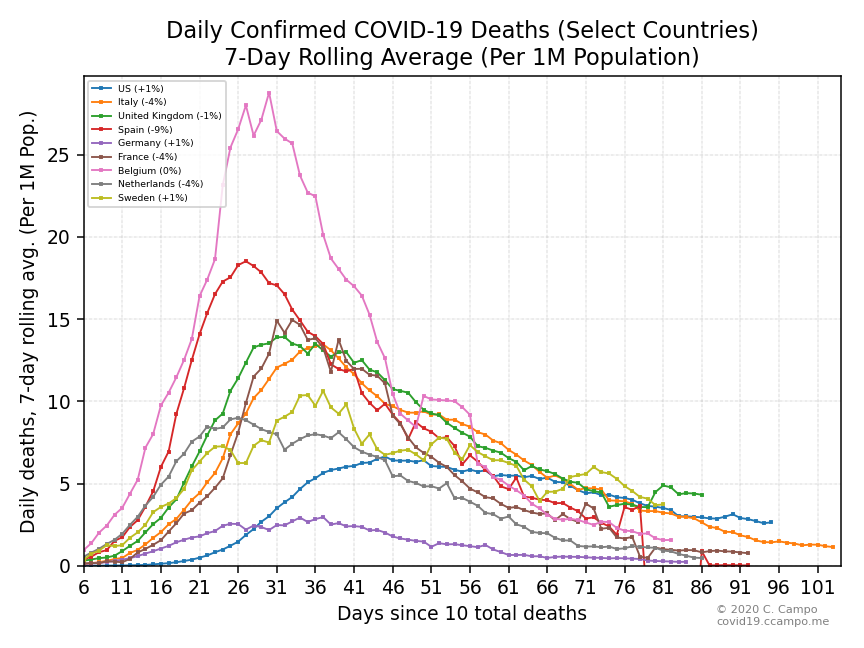 Daily Confirmed COVID-19 Deaths (Select Countries)
7-Day Rolling Average (Per 1M Population)
Daily deaths, 7-day rolling avg. (Per 1M Pop.)
US (+1%)
Italy (-4%)
United Kingdom (-1%)
Spain (-9%)
Germany (+1%)
France (-4%)
Belgium (0%)
Netherlands (-4%)
Sweden (+1%)
25
20
15
10
5
0
6 11 16 21 26 31 36 41 46 51 56 61 66 71 76 81 86 91 96 101
Days since 10 total deaths
© 2020 C. Campo
covid19.ccampo.me